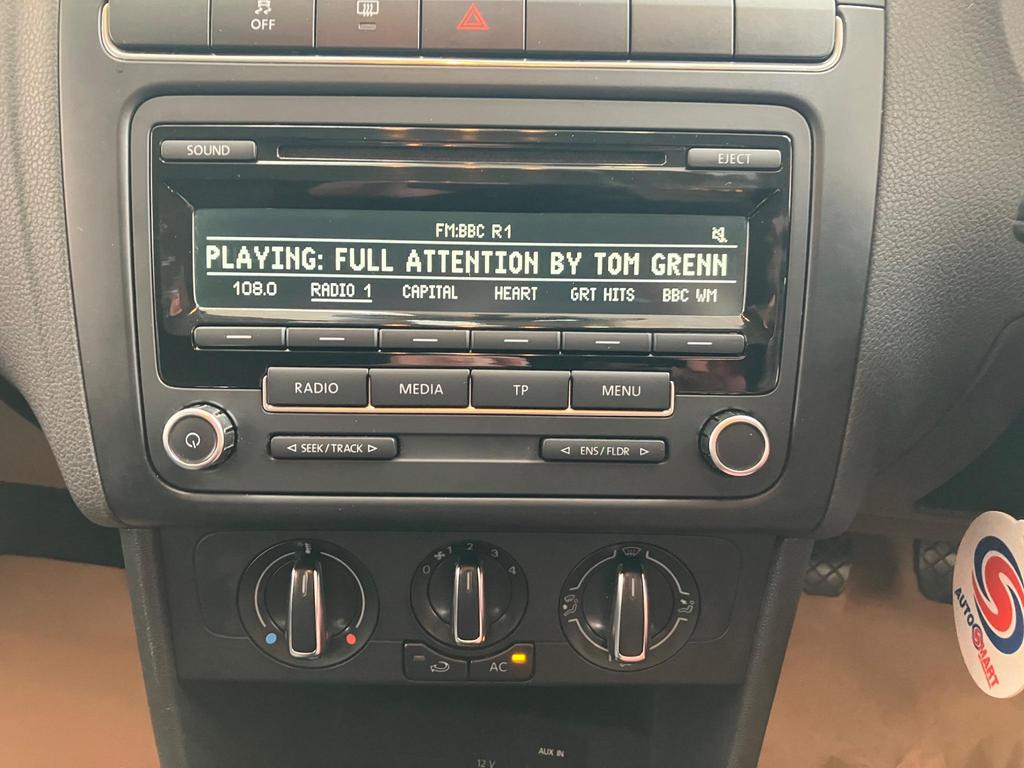 OFF
SOUND
EJECT
FM:BBC R1
PLAYING: FULL ATTENTION BY TOM GRENN
108.0 RADIO 1 CAPITAL HEART GRT HITS BBC WM
RADIO MEDIA TP MENU
SEEK / TRACK
ENS / FLDR
0 1 2 3 4
AC
AUTOSMART
12 V
AUX IN